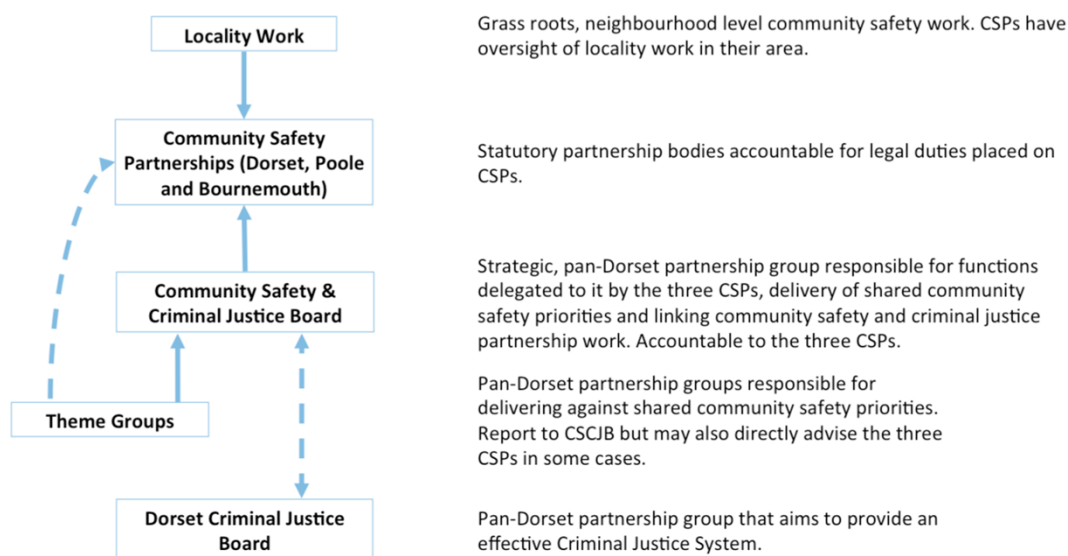 Locality Work
Grass roots, neighbourhood level community safety work. CSPs have
oversight of locality work in their area.
Community Safety
Partnerships (Dorset, Poole
and Bournemouth)
Statutory partnership bodies accountable for legal duties placed on
CSPs.
Community Safety &
Criminal Justice Board
Strategic, pan-Dorset partnership group responsible for functions
delegated to it by the three CSPs, delivery of shared community
safety priorities and linking community safety and criminal justice
partnership work. Accountable to the three CSPs.
Theme Groups
Pan-Dorset partnership groups responsible for
delivering against shared community safety priorities.
Report to CSCJB but may also directly advise the three
CSPs in some cases.
Dorset Criminal Justice
Board
Pan-Dorset partnership group that aims to provide an
effective Criminal Justice System.